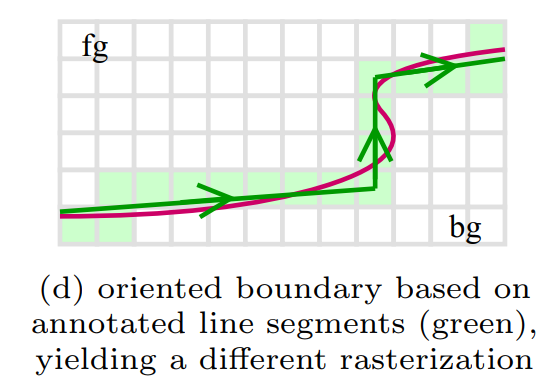 fg
bg
(d) oriented boundary based on
annotated line segments (green),
yielding a different rasterization